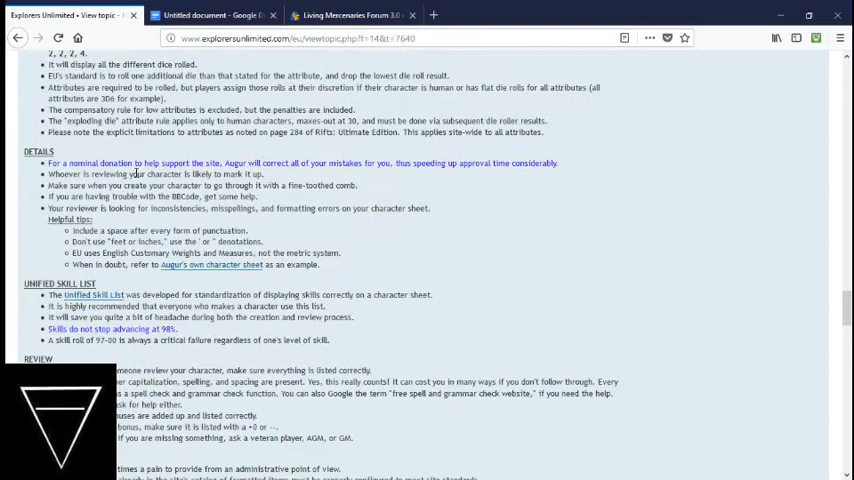 Explorers Unlimited • View topic -
Untitled document - Google D
Living Mercenaries Forum 3.0 -
www.explorersunlimited.com/eu/viewtopic.php?f=14&t=7640
2, 2, 2, 4.
It will display all the different dice rolled.
EU's standard is to roll one additional die than that stated for the attribute, and drop the lowest die roll result.
Attributes are required to be rolled, but players assign those rolls at their discretion if their character is human or has flat die rolls for all attributes (all
attributes are 3D6 for example).
The compensatory rule for low attributes is excluded, but the penalties are included.
The "exploding die" attribute rule applies only to human characters, maxes-out at 30, and must be done via subsequent die roller results.
Please note the explicit limitations to attributes as noted on page 284 of Rifts: Ultimate Edition. This applies site-wide to all attributes.
DETAILS
For a nominal donation to help support the site, Augur will correct all of your mistakes for you, thus speeding up approval time considerably.
Whoever is reviewing your character is likely to mark it up.
Make sure when you create your character to go through it with a fine-toothed comb.
If you are having trouble with the BBCode, get some help.
Your reviewer is looking for inconsistencies, misspellings, and formatting errors on your character sheet.
Helpful tips:
Include a space after every form of punctuation.
Don't use "feet or inches," use the ' or " denotations.
EU uses English Customary Weights and Measures, not the metric system.
When in doubt, refer to Augur's own character sheet as an example.
UNIFIED SKILL LIST
The Unified Skill List was developed for standardization of displaying skills correctly on a character sheet.
It is highly recommended that everyone who makes a character use this list.
It will save you quite a bit of headache during both the creation and review process.
Skills do not stop advancing at 98%.
A skill roll of 97-00 is always a critical failure regardless of one's level of skill.
REVIEW
omeone review your character, make sure everything is listed correctly.
er capitalization, spelling, and spacing are present. Yes, this really counts! It can cost you in many ways if you don't follow through. Every
as a spell check and grammar check function. You can also Google the term "free spell and grammar check website," if you need the help.
ask for help either.
nuses are added up and listed correctly.
bonus, make sure it is listed with a +0 or --.
if you are missing something, ask a veteran player, AGM, or GM.
times a pain to provide from an administrative point of view.
already in the site's catalog of formatted items must be properly configured to meet site standards.